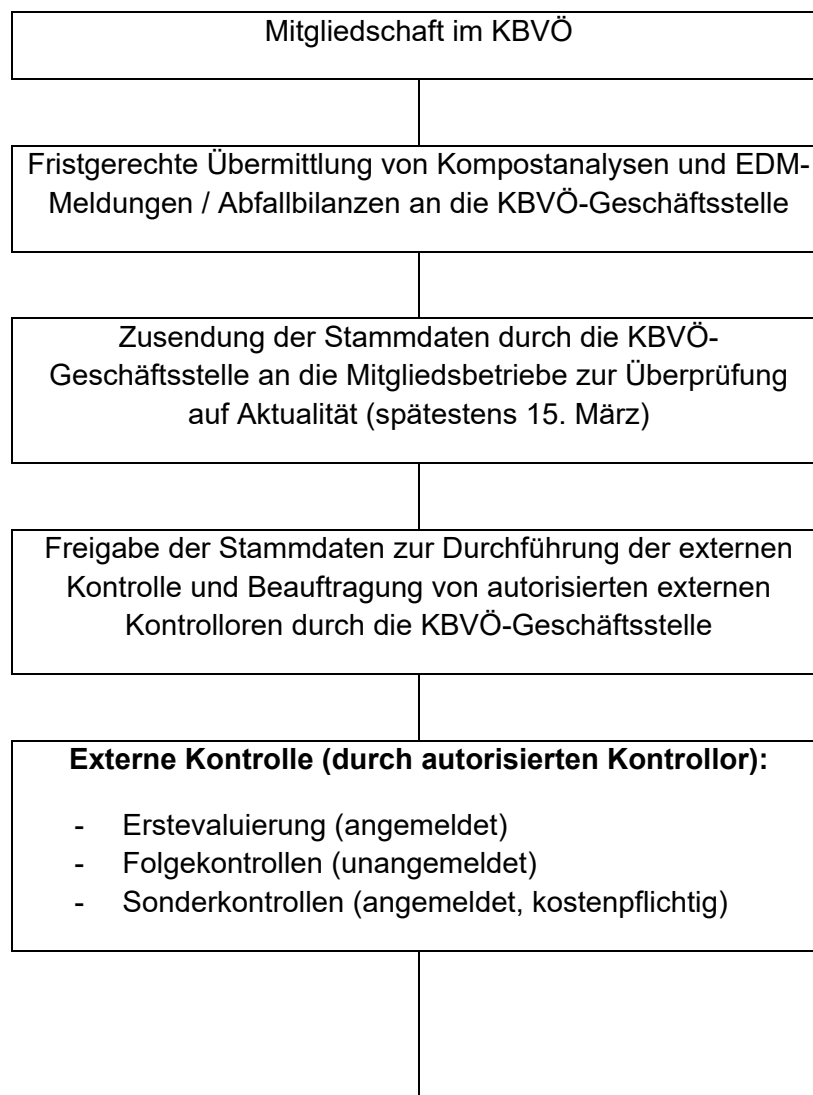 Mitgliedschaft im KBVÖ
Fristgerechte Übermittlung von Kompostanalysen und EDM-
Meldungen / Abfallbilanzen an die KBVÖ-Geschäftsstelle
Zusendung der Stammdaten durch die KBVÖ-
Geschäftsstelle an die Mitgliedsbetriebe zur Überprüfung
auf Aktualität (spätestens 15. März)
Freigabe der Stammdaten zur Durchführung der externen
Kontrolle und Beauftragung von autorisierten externen
Kontrolloren durch die KBVÖ-Geschäftsstelle
Externe Kontrolle (durch autorisierten Kontrollor):
- Erstevaluierung (angemeldet)
- Folgekontrollen (unangemeldet)
- Sonderkontrollen (angemeldet, kostenpflichtig)